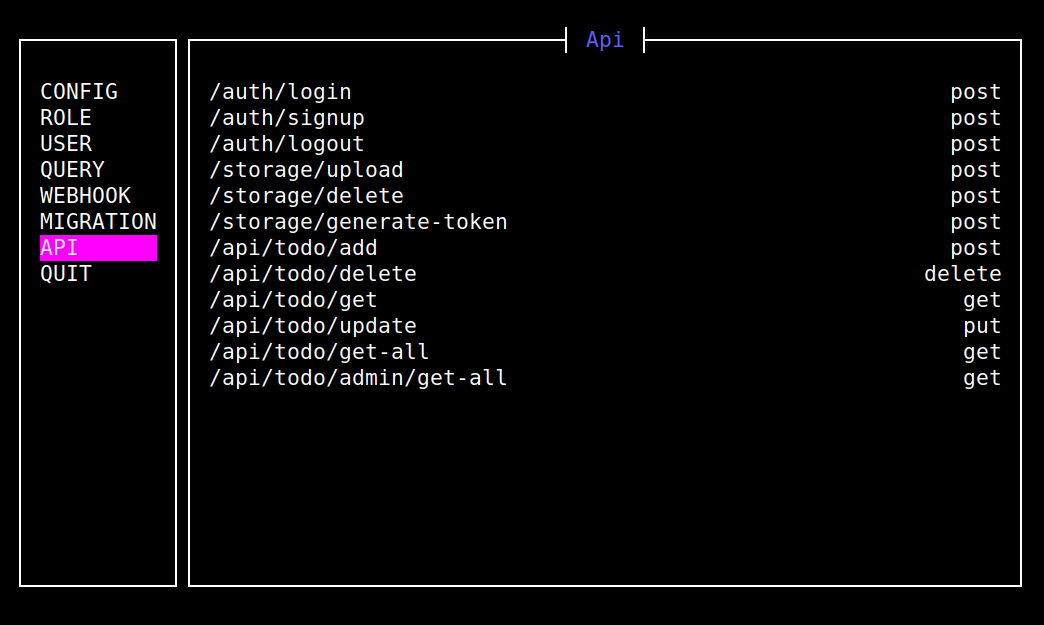 Api
CONFIG
ROLE
USER
QUERY
WEBHOOK
MIGRATION
API
QUIT
/auth/login post
/auth/signup post
/auth/logout post
/storage/upload post
/storage/delete post
/storage/generate-token post
/api/todo/add post
/api/todo/delete delete
/api/todo/get get
/api/todo/update put
/api/todo/get-all get
/api/todo/admin/get-all get